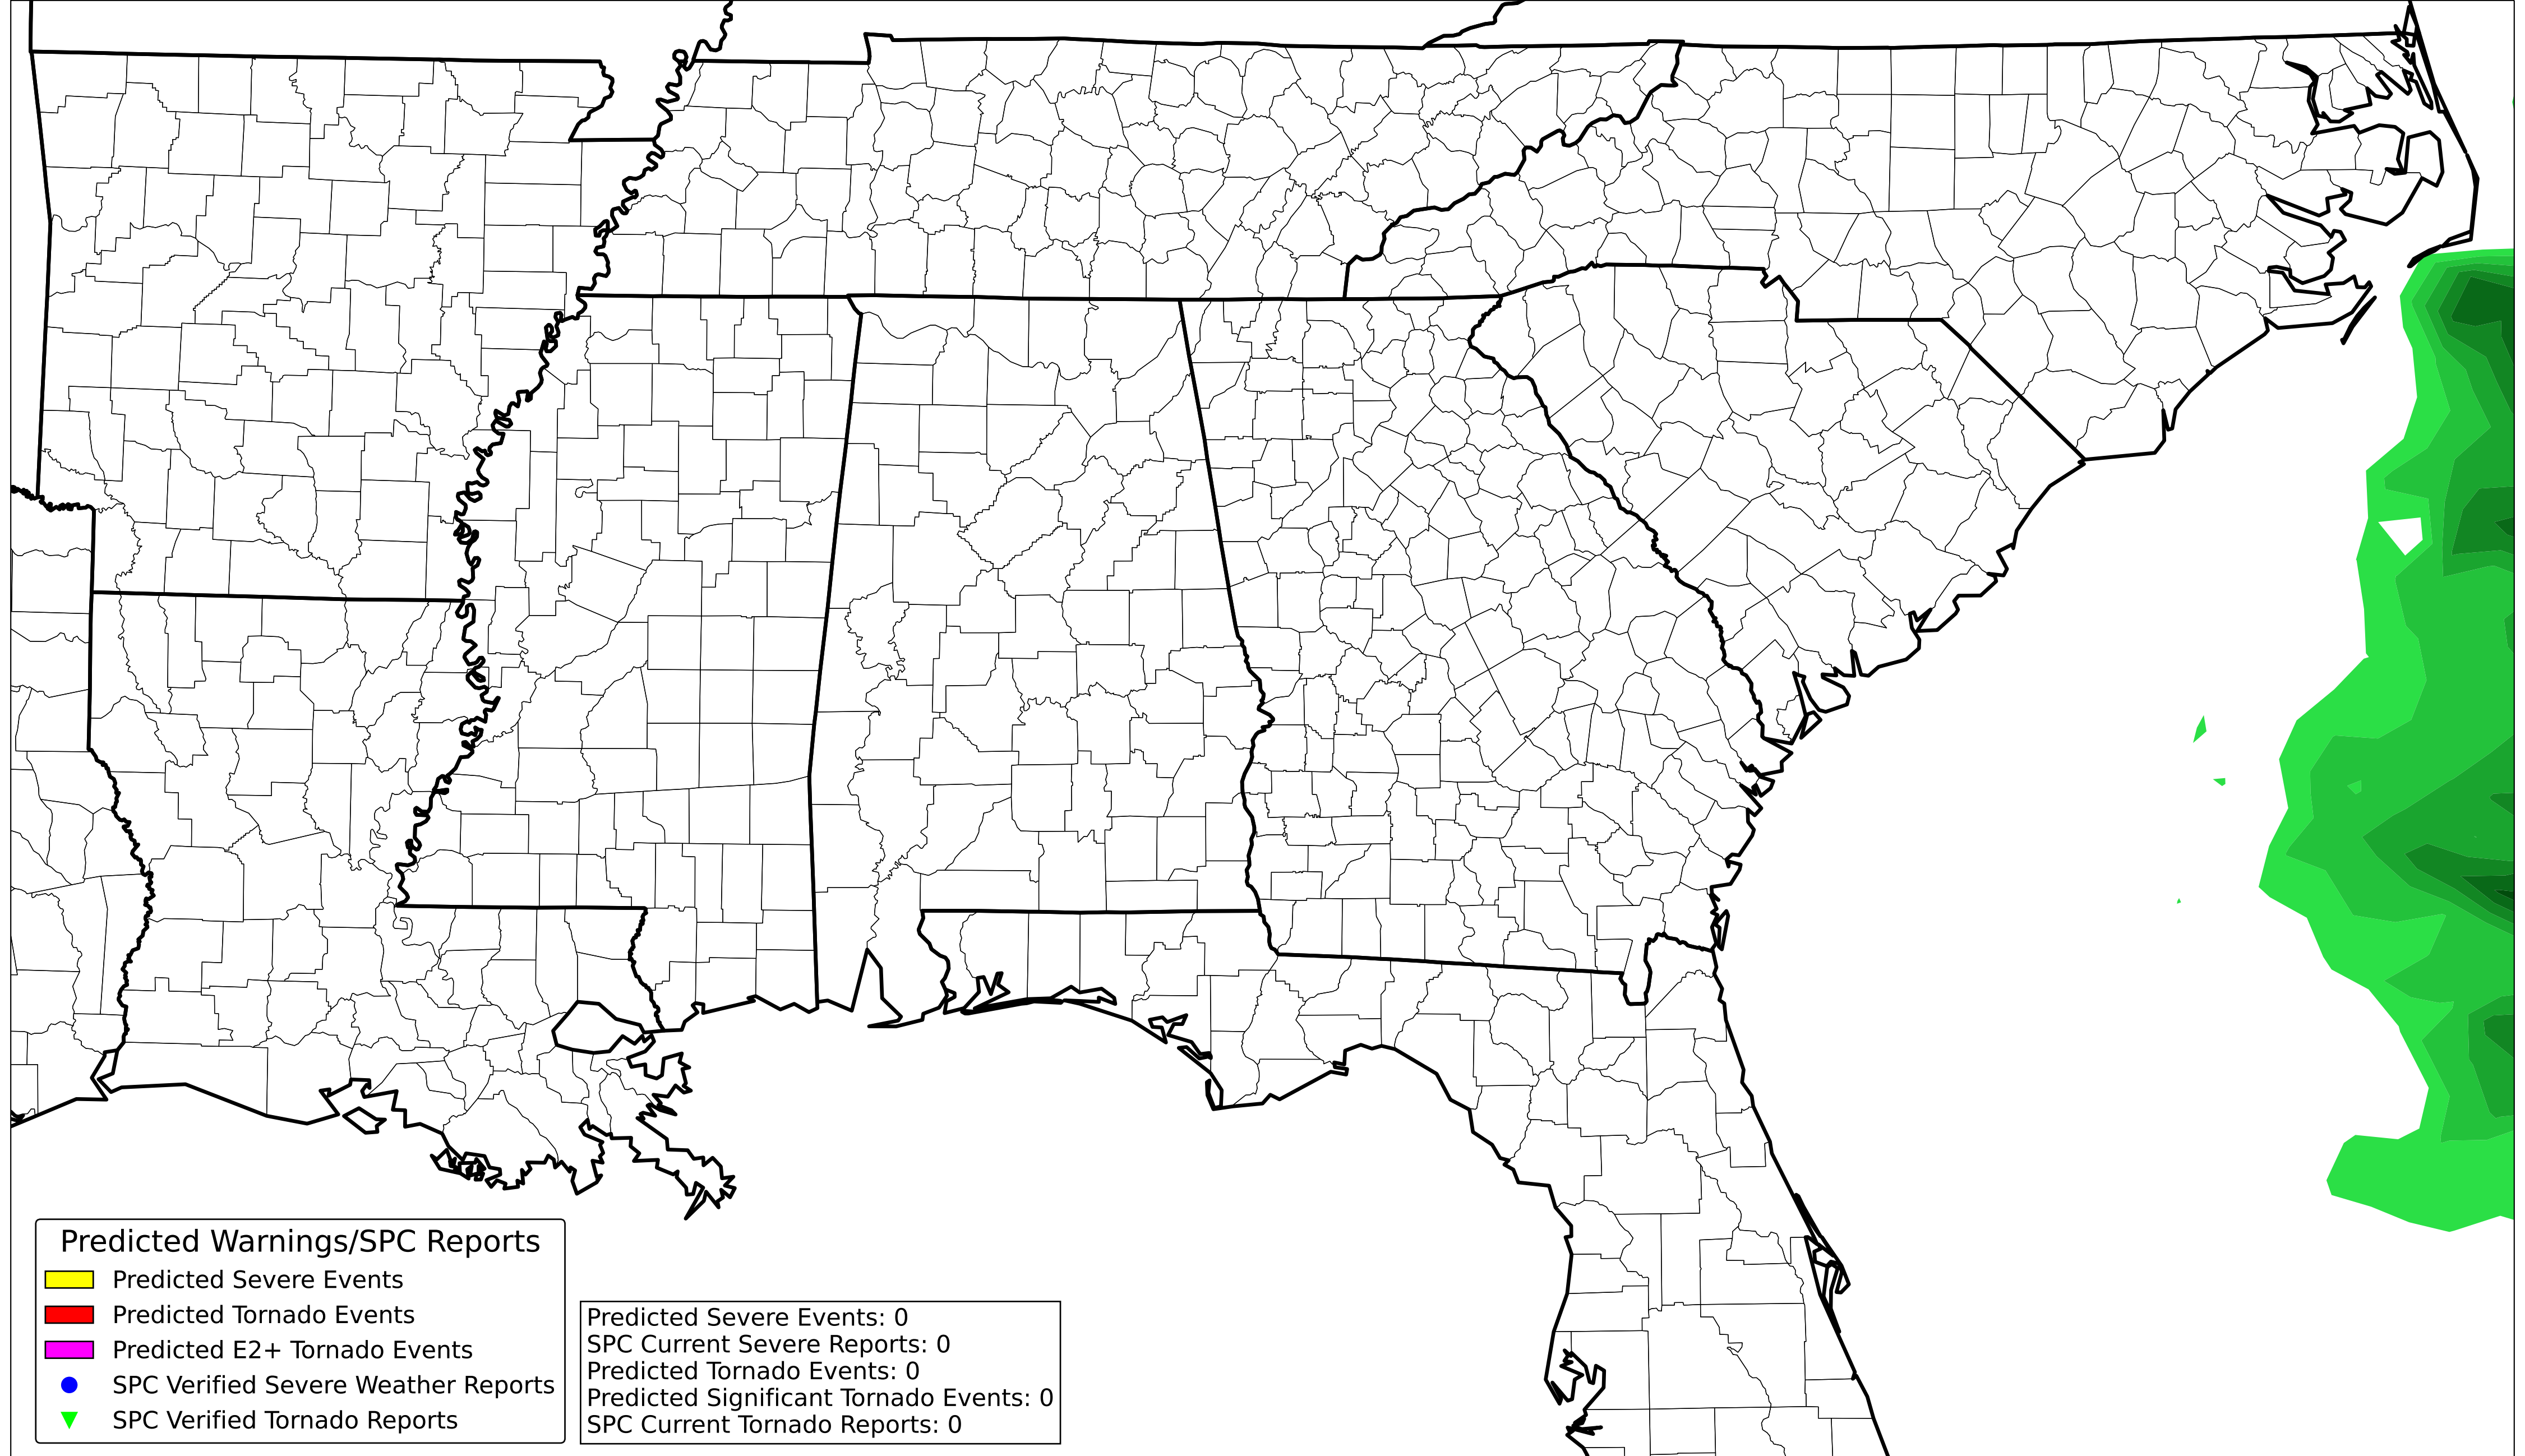 Predicted Warnings/SPC Reports
Predicted Severe Events
Predicted Tornado Events
Predicted E2+ Tornado Events
SPC Verified Severe Weather Reports
SPC Verified Tornado Reports
Predicted Severe Events: 0
SPC Current Severe Reports: 0
Predicted Tornado Events: 0
Predicted Significant Tornado Events: 0
SPC Current Tornado Reports: 0